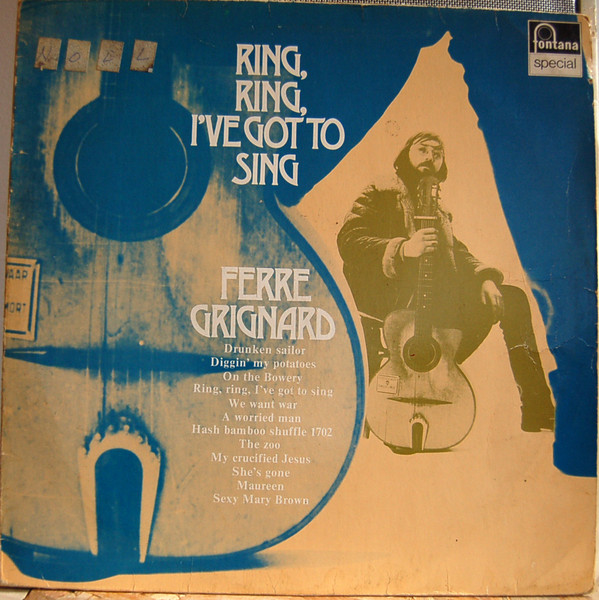 fontana
special
RING,
RING,
I'VE GOT TO
SING
FERRE
GRIGNARD
Drunken sailor
Diggin' my potatoes
On the Bowery
Ring, ring, I've got to sing
We want war
A worried man
Hash bamboo shuffle 1702
The zoo
My crucified Jesus
She's gone
Maureen
Sexy Mary Brown
AAR
MORT